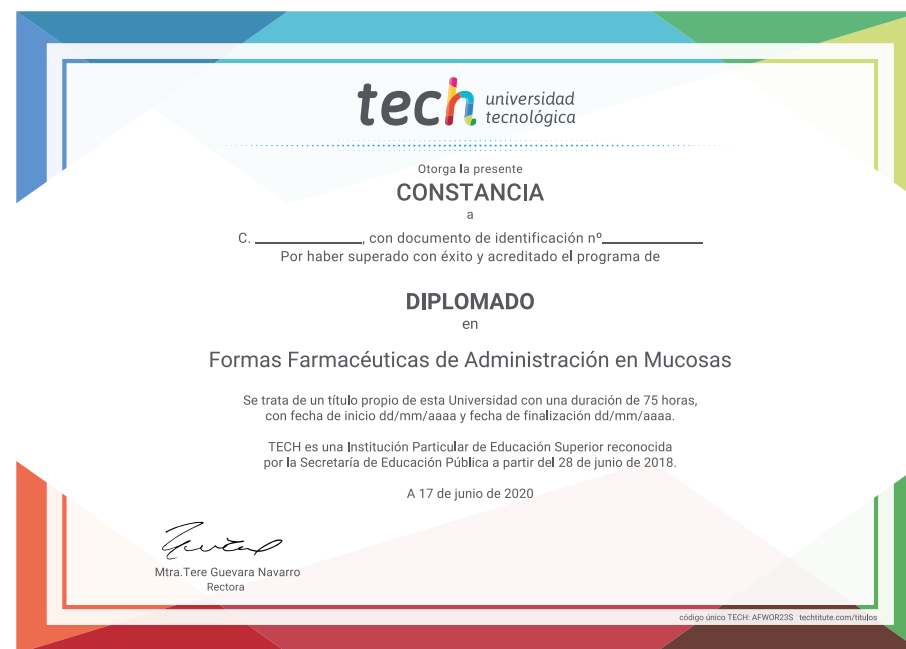 tech universidad
tecnológica
Otorga la presente
CONSTANCIA
a
C. ____________, con documento de identificación nº____________
Por haber superado con éxito y acreditado el programa de
DIPLOMADO
en
Formas Farmacéuticas de Administración en Mucosas
Se trata de un título propio de esta Universidad con una duración de 75 horas,
con fecha de inicio dd/mm/aaaa y fecha de finalización dd/mm/aaaa.
TECH es una Institución Particular de Educación Superior reconocida
por la Secretaría de Educación Pública a partir del 28 de junio de 2018.
A 17 de junio de 2020
Mtra.Tere Guevara Navarro
Rectora
código único TECH: AFWOR23S techtitute.com/titulos